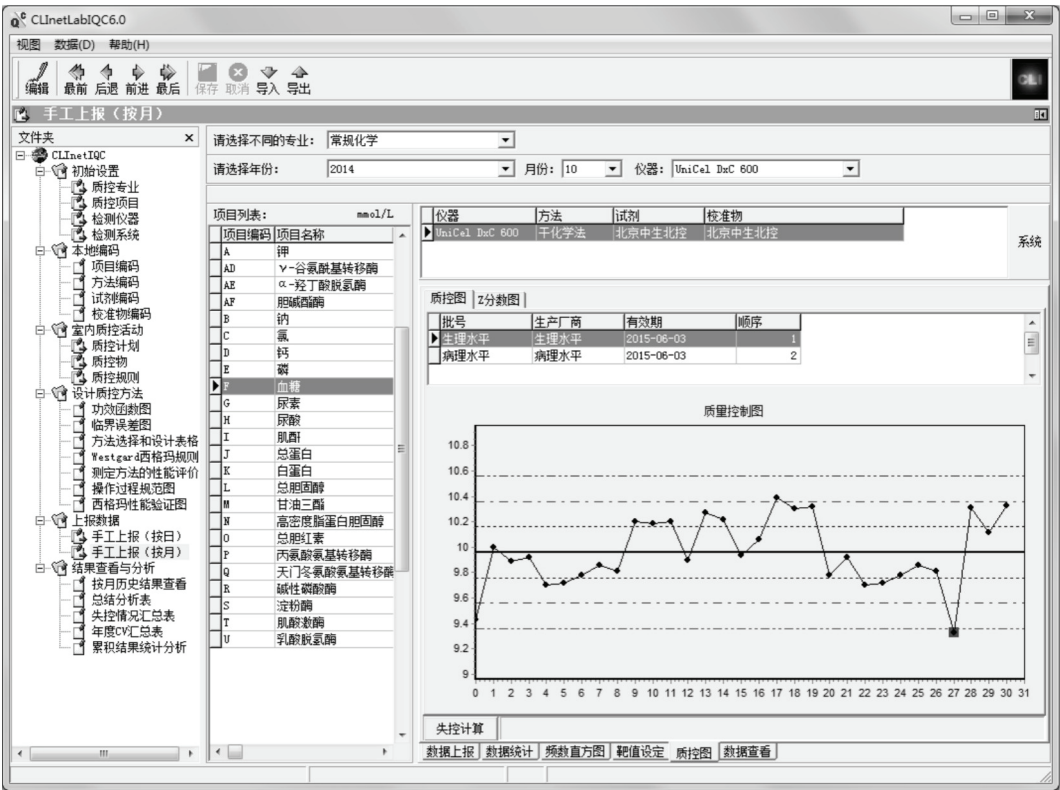 CLInetLabIQC6.0
视图 数据(D) 帮助(H)
编辑 最前 后退 前进 最后 保存 取消 导入 导出
CLI
手工上报（按月）
文件夹 x
CLInetIQC
初始设置
质控专业
质控项目
检测仪器
检测系统
本地编码
项目编码
方法编码
试剂编码
校准物编码
室内质控活动
质控计划
质控物
质控规则
设计质控方法
功效函数图
临界误差图
方法选择和设计表格
Westgard西格玛规则
测定方法的性能评价
操作过程规范图
西格玛性能验证图
上报数据
手工上报（按日）
手工上报（按月）
结果查看与分析
按月历史结果查看
总结分析表
失控情况汇总表
年度CV汇总表
累积结果统计分析
请选择不同的专业： 常规化学
请选择年份： 2014 月份： 10 仪器： UniCel DxC 600
项目列表： mmol/L
项目编码 项目名称
A 钾
AD γ-谷氨酰基转移酶
AE α-羟丁酸脱氢酶
AF 胆碱酯酶
B 钠
C 氯
D 钙
E 磷
F 血糖
G 尿素
H 尿酸
I 肌酐
J 总蛋白
K 白蛋白
L 总胆固醇
M 甘油三酯
N 高密度脂蛋白胆固醇
O 总胆红素
P 丙氨酸氨基转移酶
Q 天门冬氨酸氨基转移酶
R 碱性磷酸酶
S 淀粉酶
T 肌酸激酶
U 乳酸脱氢酶
仪器 方法 试剂 校准物
UniCel DxC 600 干化学法 北京中生北控 北京中生北控
系统
质控图 Z分数图
批号 生产厂商 有效期 顺序
生理水平 生理水平 2015-06-03 1
病理水平 病理水平 2015-06-03 2
质量控制图
10.8
10.6
10.4
10.2
10
9.8
9.6
9.4
9.2
9
0 1 2 3 4 5 6 7 8 9 10 11 12 13 14 15 16 17 18 19 20 21 22 23 24 25 26 27 28 29 30 31
失控计算
数据上报 数据统计 频数直方图 靶值设定 质控图 数据查看